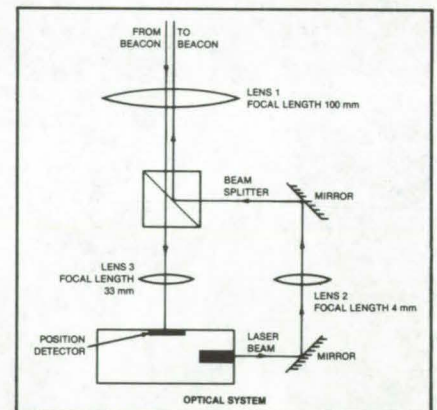 FROM BEACON
TO BEACON
LENS 1
FOCAL LENGTH 100 mm
BEAM
SPLITTER
MIRROR
LENS 3
FOCAL LENGTH
33 mm
LENS 2
FOCAL LENGTH 4 mm
POSITION
DETECTOR
LASER
BEAM
MIRROR
OPTICAL SYSTEM